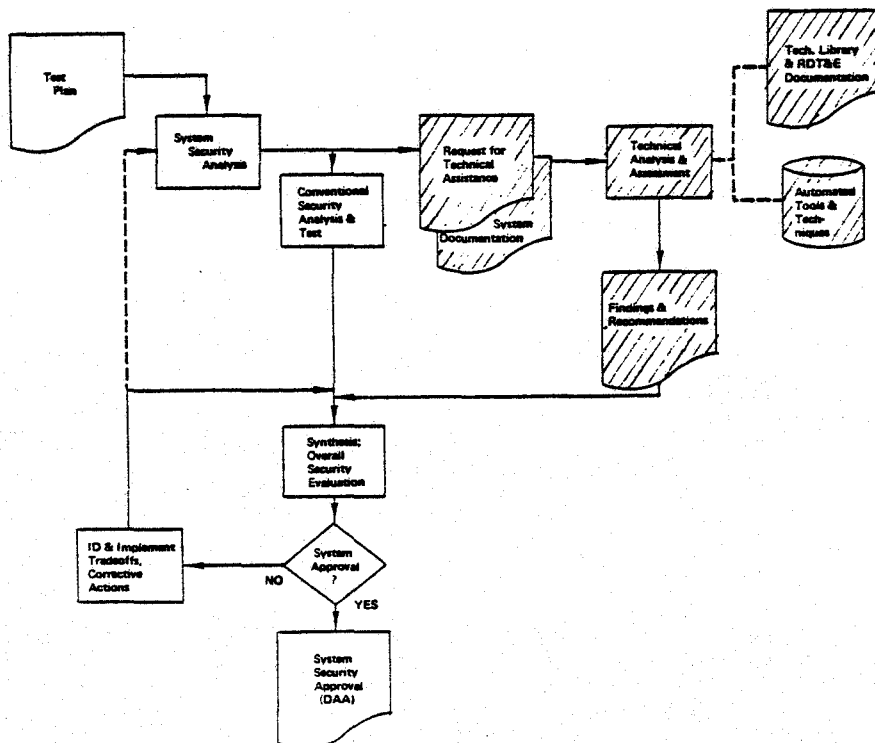 Test
Plan
System
Security
Analysis
Conventional
Security
Analysis &
Test
Request for
Technical
Assistance
System
Documentation
Technical
Analysis &
Assessment
Tech. Library
& RDT&E
Documentation
Automated
Tools &
Tech-
niques
Findings &
Recommendations
Synthesis;
Overall
Security
Evaluation
System
Approval
?
NO
YES
ID & Implement
Tradeoffs,
Corrective
Actions
System
Security
Approval
(DAA)